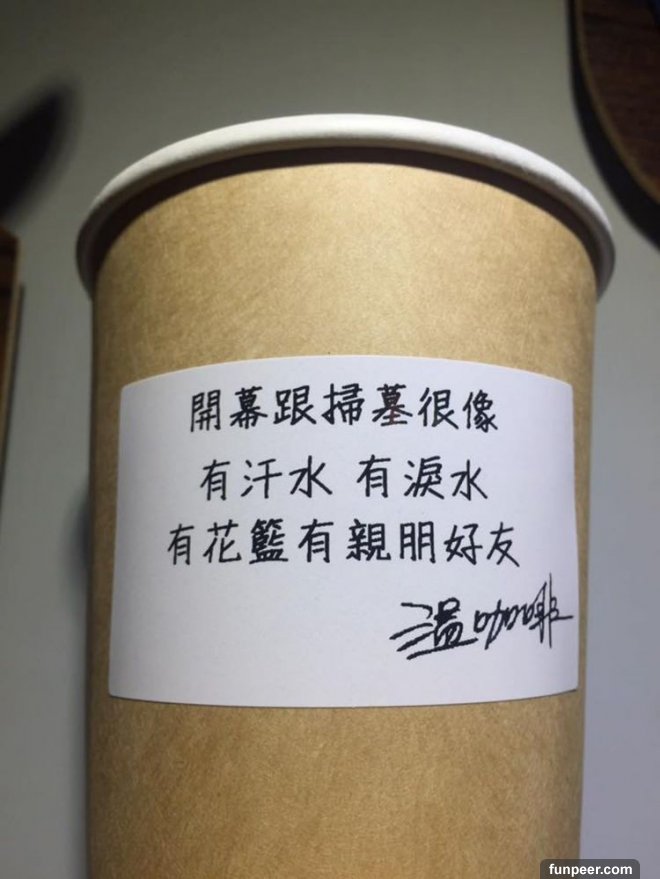 開幕跟掃墓很像
有汗水 有淚水
有花籃有親朋好友
溫咖啡
funpeer.com